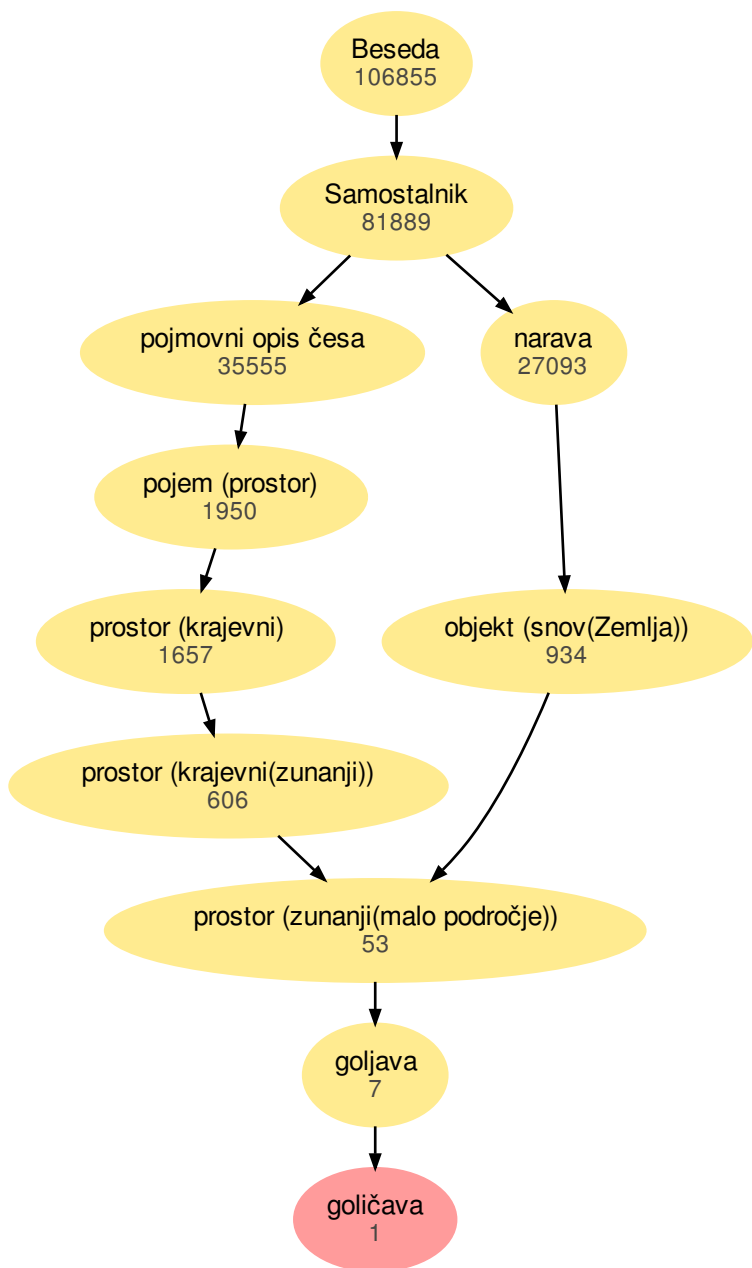 Beseda
106855
Samostalnik
81889
pojmovni opis česa
35555
narava
27093
pojem (prostor)
1950
prostor (krajevni)
1657
objekt (snov(Zemlja))
934
prostor (krajevni(zunanji))
606
prostor (zunanji(malo področje))
53
goljava
7
goličava
1